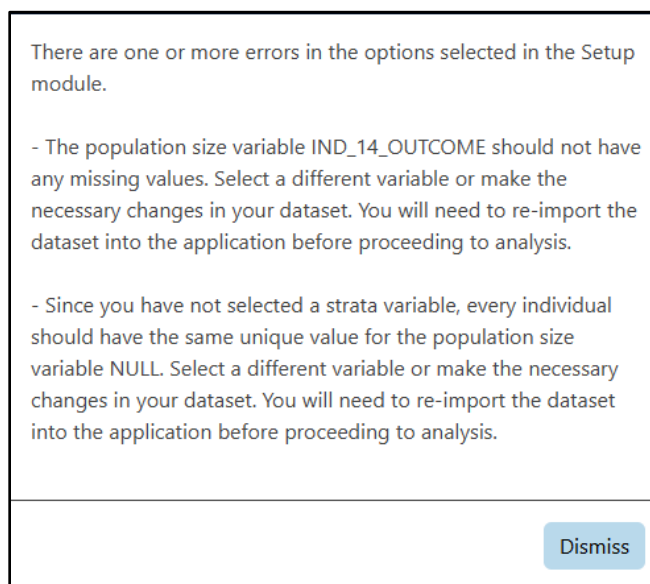 There are one or more errors in the options selected in the Setup
module.
- The population size variable IND_14_OUTCOME should not have
any missing values. Select a different variable or make the
necessary changes in your dataset. You will need to re-import the
dataset into the application before proceeding to analysis.
- Since you have not selected a strata variable, every individual
should have the same unique value for the population size
variable NULL. Select a different variable or make the necessary
changes in your dataset. You will need to re-import the dataset
into the application before proceeding to analysis.
Dismiss